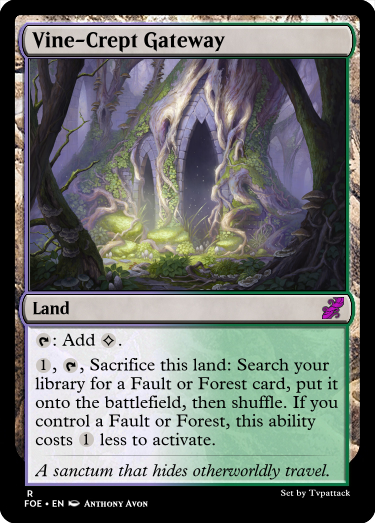 Vine-Crept Gateway
Land
: Add .
1, , Sacrifice this land: Search your
library for a Fault or Forest card, put it
onto the battlefield, then shuffle. If you
control a Fault or Forest, this ability
costs 1 less to activate.
A sanctum that hides otherworldly travel.
R
Set by Tvpattack
FOE • EN Anthony Avon